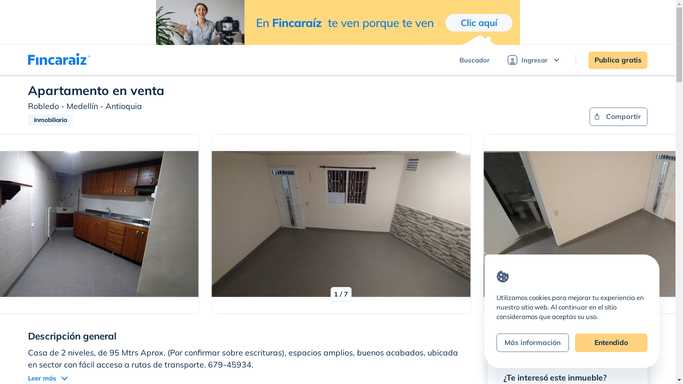 En Fincaraíz te ven porque te ven
Clic aquí
Fincaraiz
Buscador
Ingresar
Publica gratis
Apartamento en venta
Robledo - Medellín - Antioquia
Inmobiliaria
Compartir
1 / 7
Utilizamos cookies para mejorar tu experiencia en
nuestro sitio web. Al continuar en el sitio
consideramos que aceptas su uso.
Más información
Entendido
Descripción general
Casa de 2 niveles, de 95 Mtrs Aprox. (Por confirmar sobre escrituras), espacios amplios, buenos acabados, ubicada
en sector con fácil acceso a rutas de transporte. 679-45934.
Leer más
¿Te interesó este inmueble?